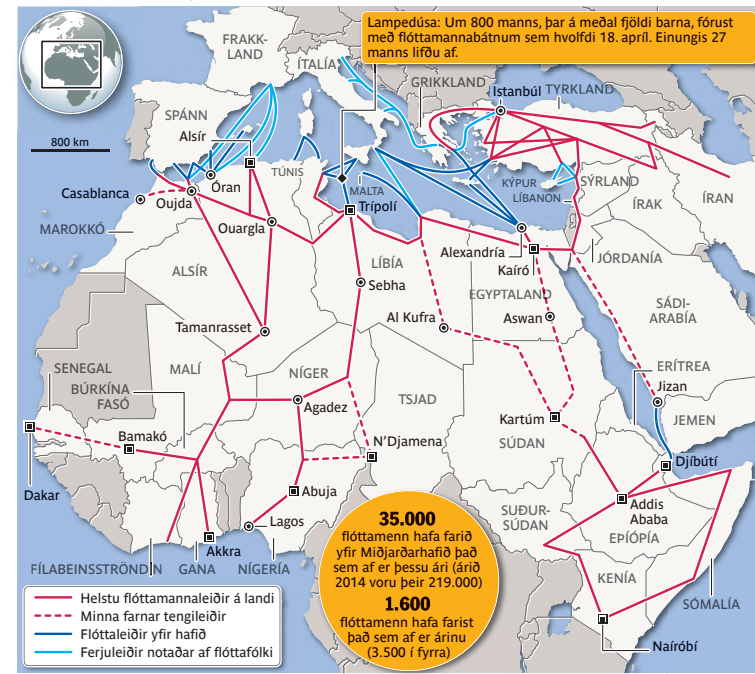 Lampedúsa: Um 800 manns, þar á meðal fjöldi barna, fórust
með flóttamannabátnum sem hvolfdi 18. apríl. Einungis 27
manns lifðu af.
FRAKK-
LAND
ÍTALÍA
GRIKKLAND
Istanbúl
TYRKLAND
SPÁNN
Alsír
800 km
Casablanca
Oujda
Óran
TÚNIS
MALTA
Trípolí
KÝPUR
LÍBANON
SÝRLAND
ÍRAK
ÍRAN
MAROKKÓ
Ouargla
Alexandría
Kaíró
JÓRDANÍA
ALSÍR
LÍBÍA
Sebha
EGYPTALAND
Al Kufra
Aswan
SÁDI-
ARABÍA
Tamanrasset
SENEGAL
BÚRKÍNA
FASÓ
MALÍ
NÍGER
Agadez
TSJAD
ERÍTREA
Jizan
JEMEN
Bamakó
N'Djamena
Kartúm
SÚDAN
Djíbútí
Dakar
Abuja
Lagos
Akkra
Addis
Ababa
SUÐUR-
SÚDAN
EÞÍÓPÍA
FÍLABEINSSTRÖNDIN
GANA
NÍGERÍA
KENÍA
SÓMALÍA
Naíróbí
35.000
flóttamenn hafa farið
yfir Miðjarðarhafið það
sem af er þessu ári (árið
2014 voru þeir 219.000)
1.600
flóttamenn hafa farist
það sem af er árinu
(3.500 í fyrra)
Helstu flóttamannaleiðir á landi
Minna farnar tengileiðir
Flóttaleiðir yfir hafið
Ferjuleiðir notaðar af flóttafólki